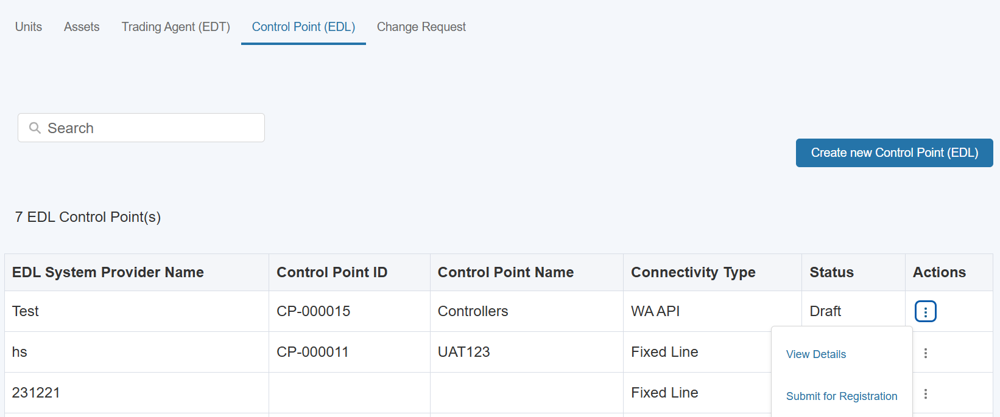 Units Assets Trading Agent (EDT) Control Point (EDL) Change Request
Search
Create new Control Point (EDL)
7 EDL Control Point(s)
EDL System Provider Name Control Point ID Control Point Name Connectivity Type Status Actions
Test CP-000015 Controllers WA API Draft
hs CP-000011 UAT123 Fixed Line
View Details
231221 Fixed Line
Submit for Registration